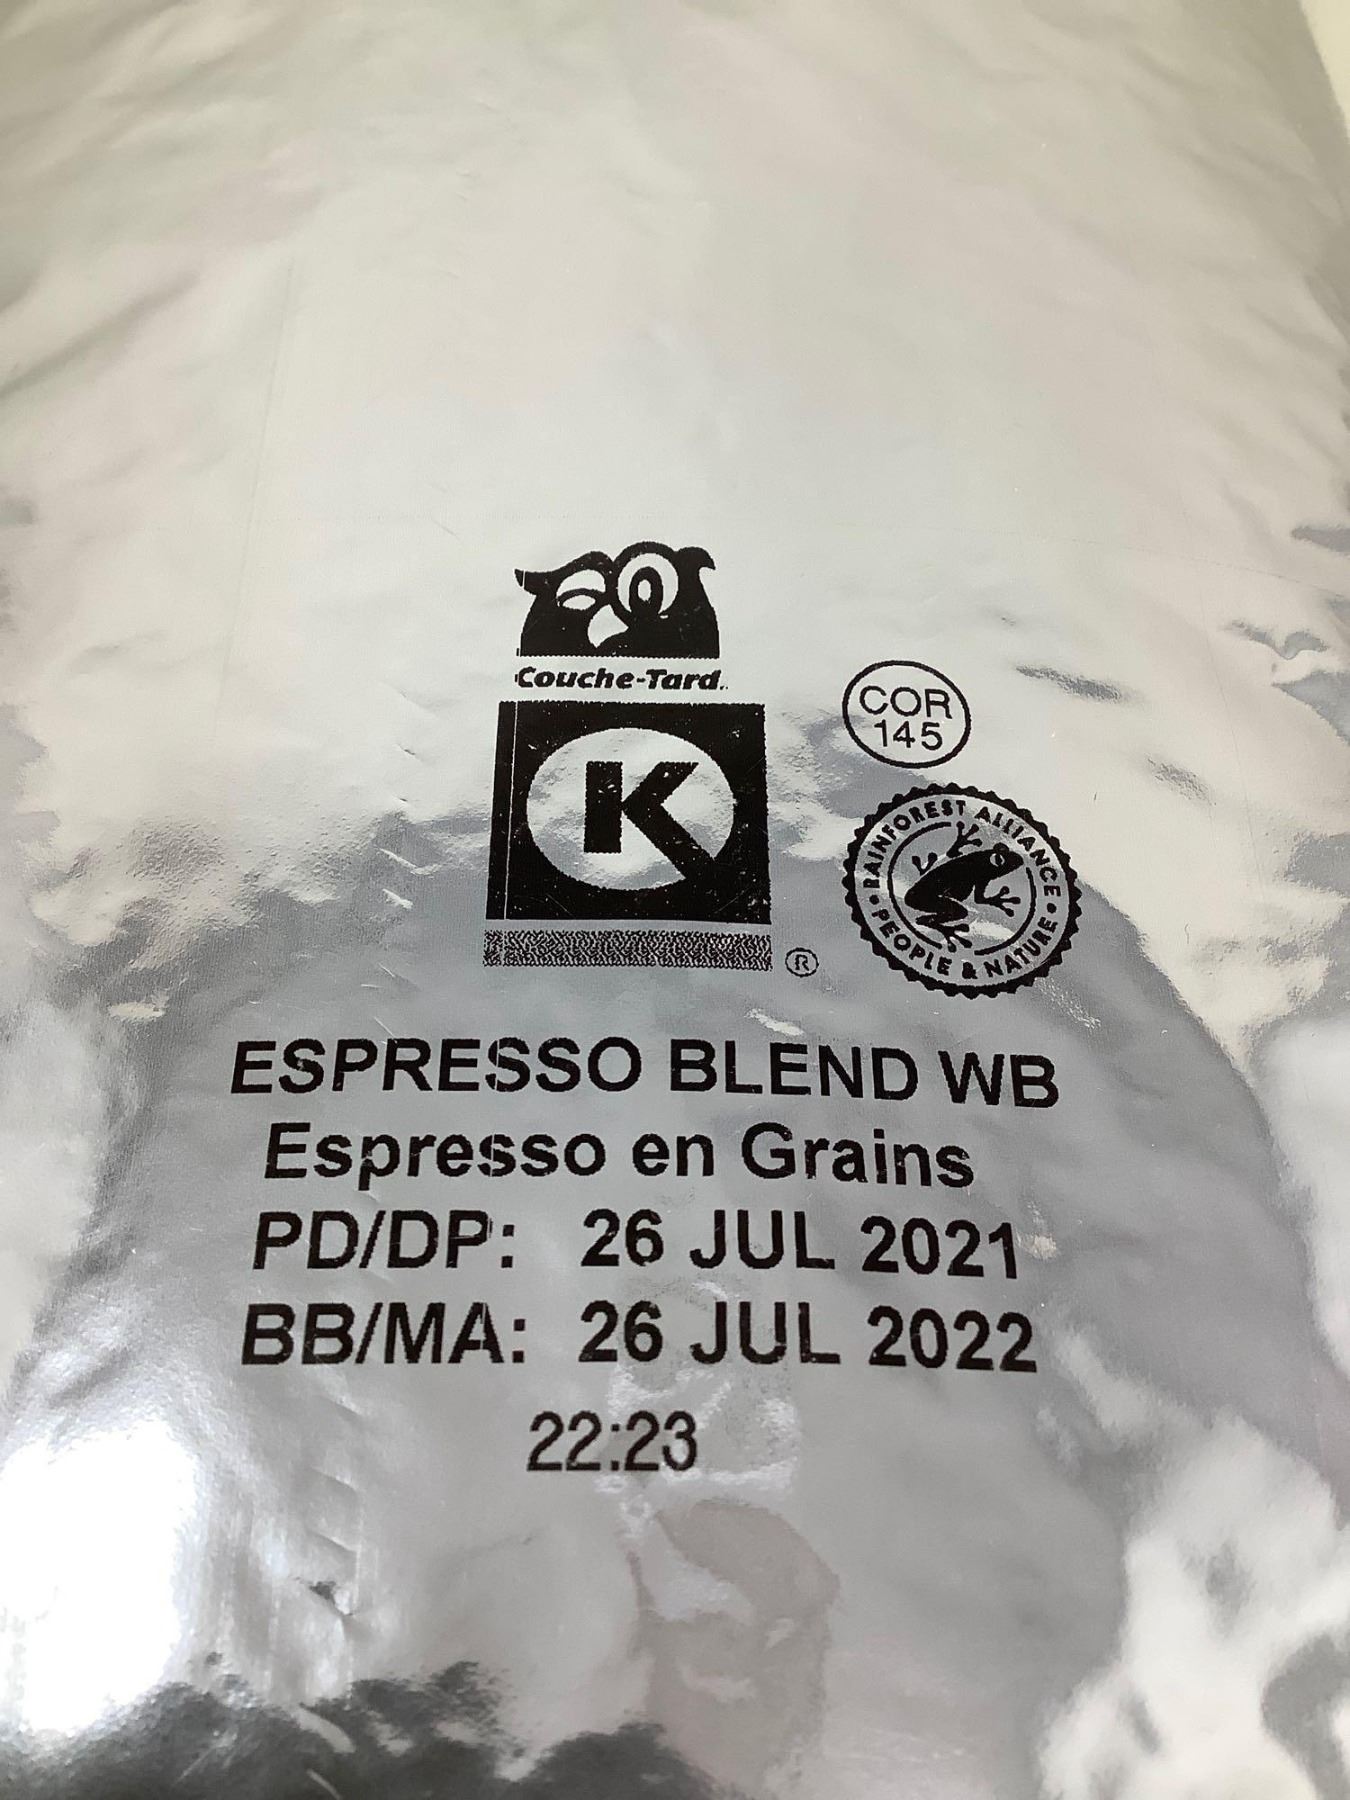 Couche-Tard.
K
®
COR
145
RAINFOREST ALLIANCE
• PEOPLE & NATURE •
ESPRESSO BLEND WB
Espresso en Grains
PD/DP: 26 JUL 2021
BB/MA: 26 JUL 2022
22:23